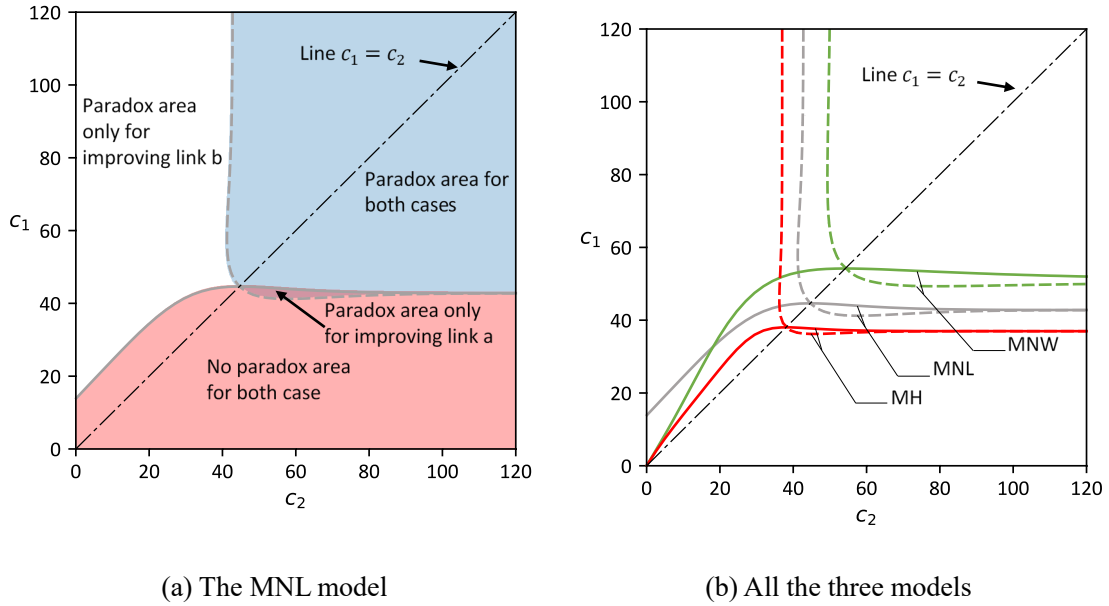 120
100
80
60
40
20
0
c₁
0
20
40
60
80
100
120
c₂
Line c₁ = c₂
Paradox area
only for
improving link b
Paradox area for
both cases
Paradox area only
for improving link a
No paradox area
for both case
(a) The MNL model
120
100
80
60
40
20
0
c₁
0
20
40
60
80
100
120
c₂
Line c₁ = c₂
MNW
MNL
MH
(b) All the three models